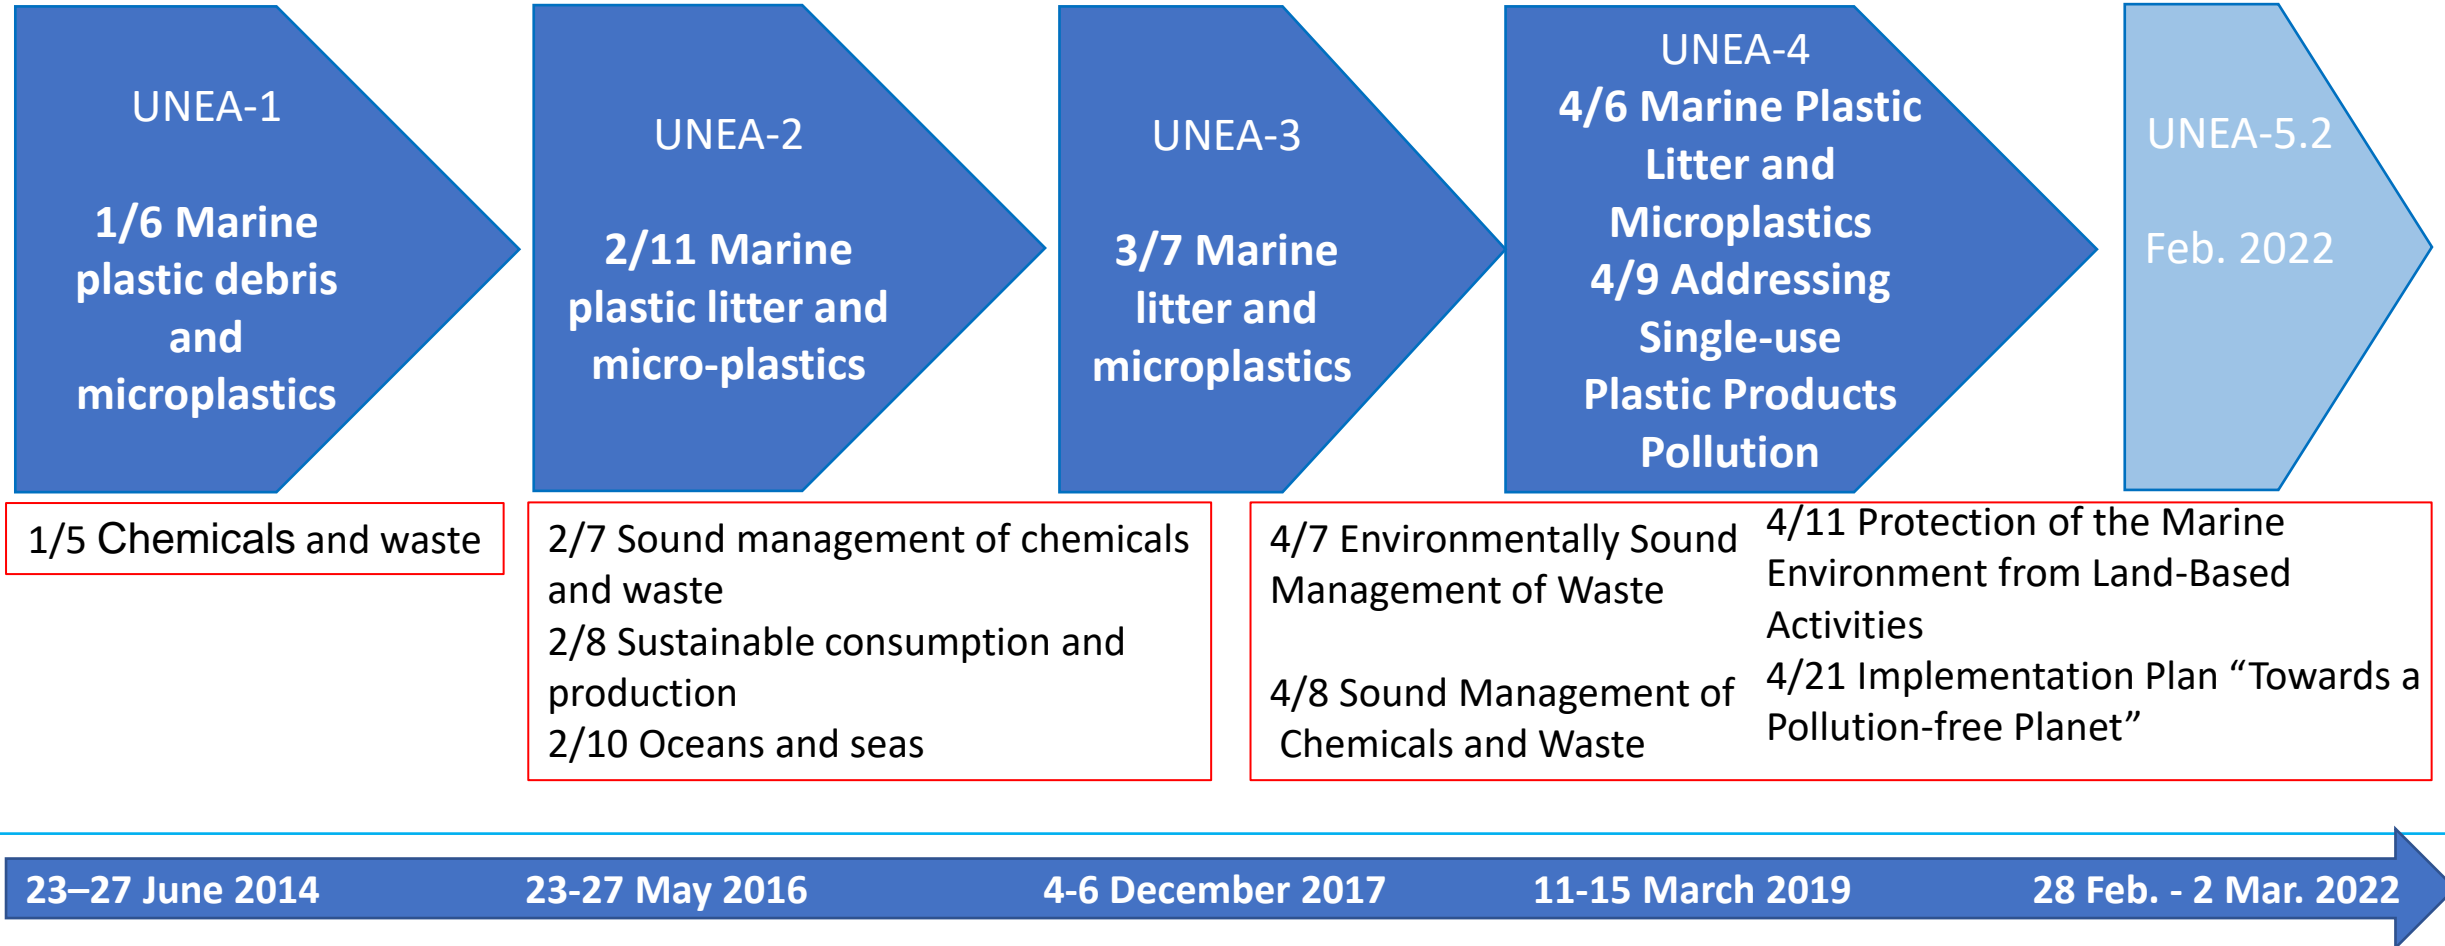 UNEA-1
1/6 Marine
plastic debris
and
microplastics
UNEA-2
2/11 Marine
plastic litter and
micro-plastics
UNEA-3
3/7 Marine
litter and
microplastics
UNEA-4
4/6 Marine Plastic
Litter and
Microplastics
4/9 Addressing
Single-use
Plastic Products
Pollution
UNEA-5.2
Feb. 2022
1/5 Chemicals and waste
2/7 Sound management of chemicals
and waste
2/8 Sustainable consumption and
production
2/10 Oceans and seas
4/7 Environmentally Sound
Management of Waste
4/8 Sound Management of
Chemicals and Waste
4/11 Protection of the Marine
Environment from Land-Based
Activities
4/21 Implementation Plan “Towards a
Pollution-free Planet”
23–27 June 2014
23-27 May 2016
4-6 December 2017
11-15 March 2019
28 Feb. - 2 Mar. 2022